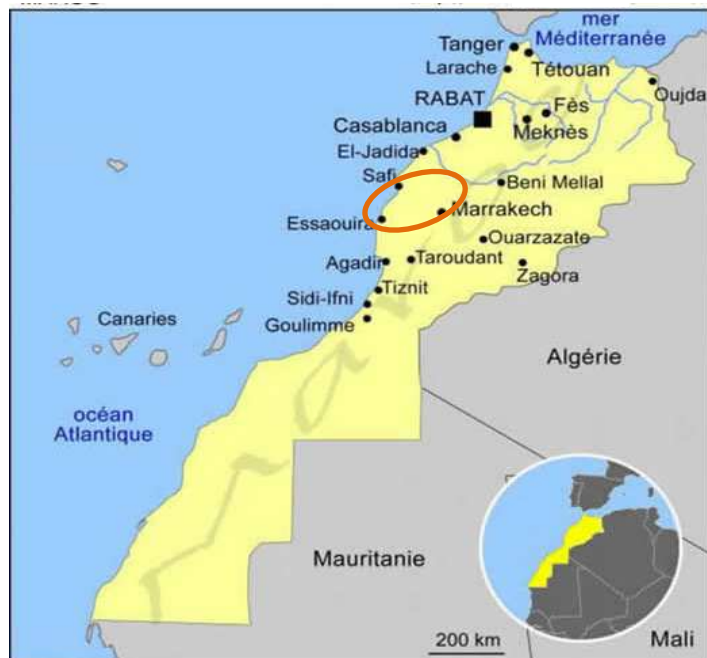 mer
Méditerranée
Tanger
Larache
Tétouan
RABAT
Oujda
Fès
Meknès
Casablanca
El-Jadida
Safi
Beni Mellal
Marrakech
Essaouira
Ouarzazate
Agadir
Taroudant
Zagora
Tiznit
Sidi-Ifni
Goulimme
Canaries
Algérie
océan
Atlantique
Mauritanie
200 km
Mali